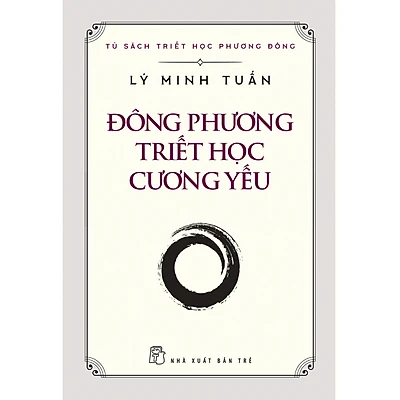 TỦ SÁCH TRIẾT HỌC PHƯƠNG ĐÔNG
LÝ MINH TUẤN
ĐÔNG PHƯƠNG
TRIẾT HỌC
CƯƠNG YẾU
NHÀ XUẤT BẢN TRẺ